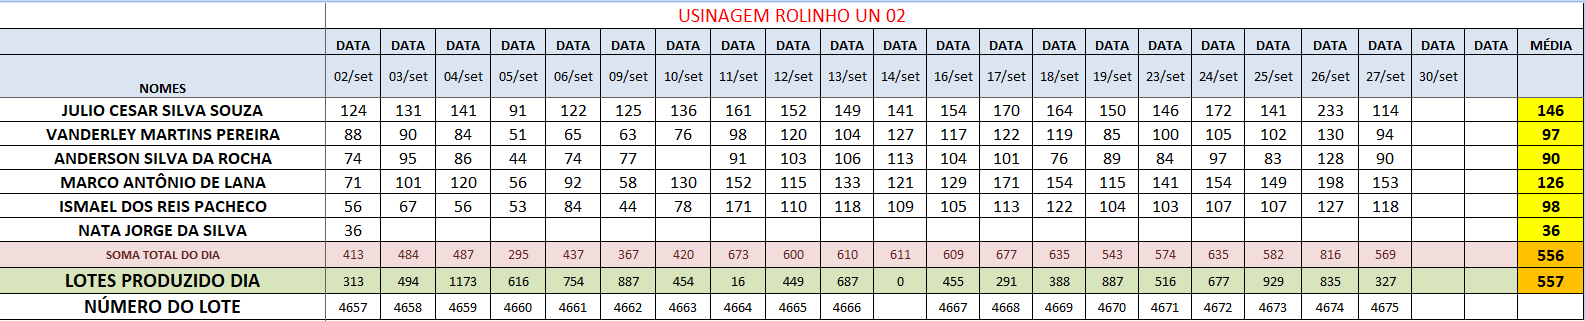 USINAGEM ROLINHO UN 02
DATA DATA DATA DATA DATA DATA DATA DATA DATA DATA DATA DATA DATA DATA DATA DATA DATA DATA DATA DATA DATA DATA MÉDIA
NOMES 02/set 03/set 04/set 05/set 06/set 09/set 10/set 11/set 12/set 13/set 14/set 16/set 17/set 18/set 19/set 23/set 24/set 25/set 26/set 27/set 30/set
JULIO CESAR SILVA SOUZA 124 131 141 91 122 125 136 161 152 149 141 154 170 164 150 146 172 141 233 114 146
VANDERLEY MARTINS PEREIRA 88 90 84 51 65 63 76 98 120 104 127 117 122 119 85 100 105 102 130 94 97
ANDERSON SILVA DA ROCHA 74 95 86 44 74 77 91 103 106 113 104 101 76 89 84 97 83 128 90 90
MARCO ANTÔNIO DE LANA 71 101 120 56 92 58 130 152 115 133 121 129 171 154 115 141 154 149 198 153 126
ISMAEL DOS REIS PACHECO 56 67 56 53 84 44 78 171 110 118 109 105 113 122 104 103 107 107 127 118 98
NATA JORGE DA SILVA 36 36
SOMA TOTAL DO DIA 413 484 487 295 437 367 420 673 600 610 611 609 677 635 543 574 635 582 816 569 556
LOTES PRODUZIDO DIA 313 494 1173 616 754 887 454 16 449 687 0 455 291 388 887 516 677 929 835 327 557
NÚMERO DO LOTE 4657 4658 4659 4660 4661 4662 4663 4664 4665 4666 4667 4668 4669 4670 4671 4672 4673 4674 4675